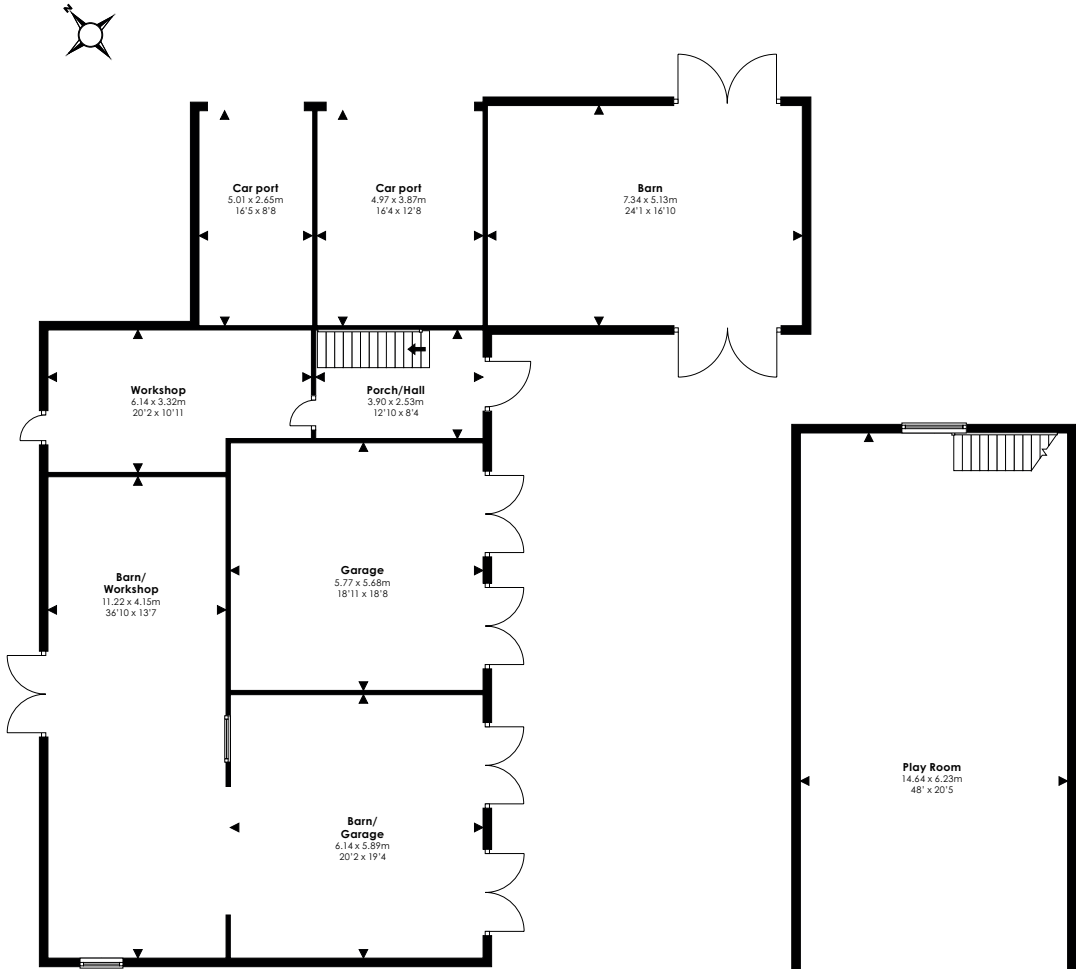 N
Car port
5.01 x 2.65m
16'5 x 8'8
Car port
4.97 x 3.87m
16'4 x 12'8
Barn
7.34 x 5.13m
24'1 x 16'10
Workshop
6.14 x 3.32m
20'2 x 10'11
Porch/Hall
3.90 x 2.53m
12'10 x 8'4
Barn/
Workshop
11.22 x 4.15m
36'10 x 13'7
Garage
5.77 x 5.68m
18'11 x 18'8
Barn/
Garage
6.14 x 5.89m
20'2 x 19'4
Play Room
14.64 x 6.23m
48' x 20'5